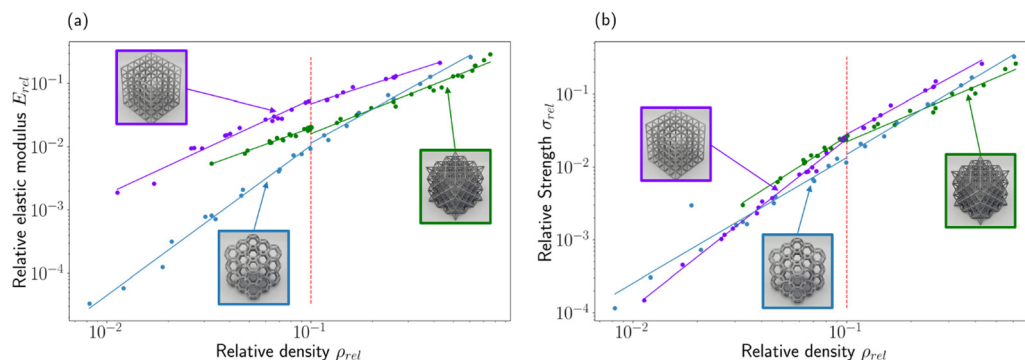 (a)
Relative elastic modulus E_rel
10⁻¹
10⁻²
10⁻³
10⁻⁴
10⁻²
10⁻¹
Relative density ρ_rel
(b)
Relative Strength σ_rel
10⁻¹
10⁻²
10⁻³
10⁻⁴
10⁻²
10⁻¹
Relative density ρ_rel